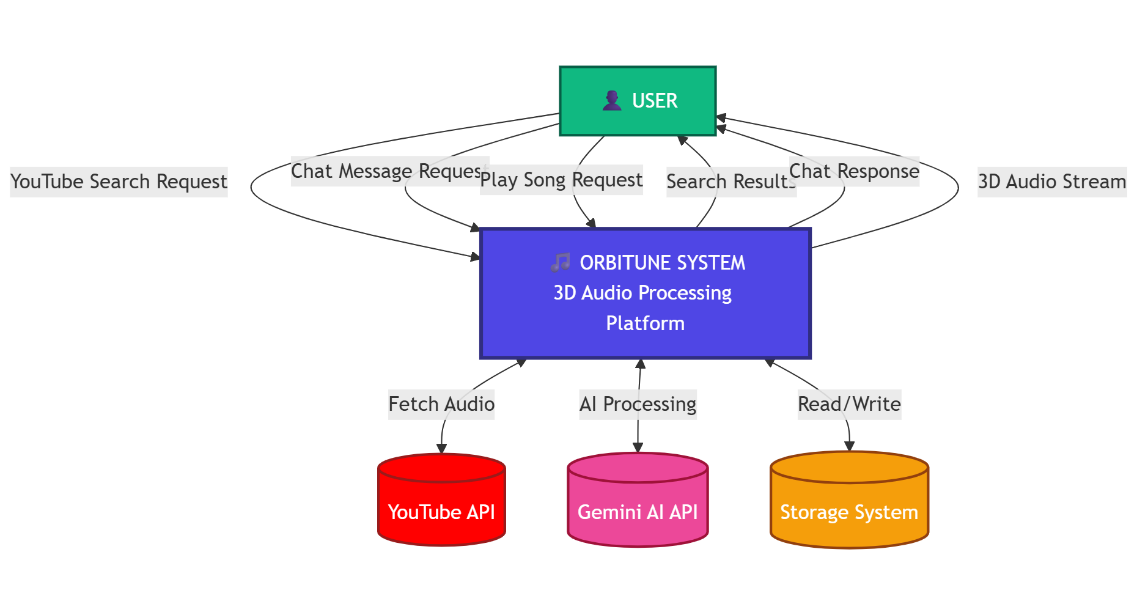 👤 USER
YouTube Search Request
Chat Message Reques
Play Song Request
Search Results
Chat Response
3D Audio Stream
🎵 ORBITUNE SYSTEM
3D Audio Processing
Platform
Fetch Audio
AI Processing
Read/Write
YouTube API
Gemini AI API
Storage System